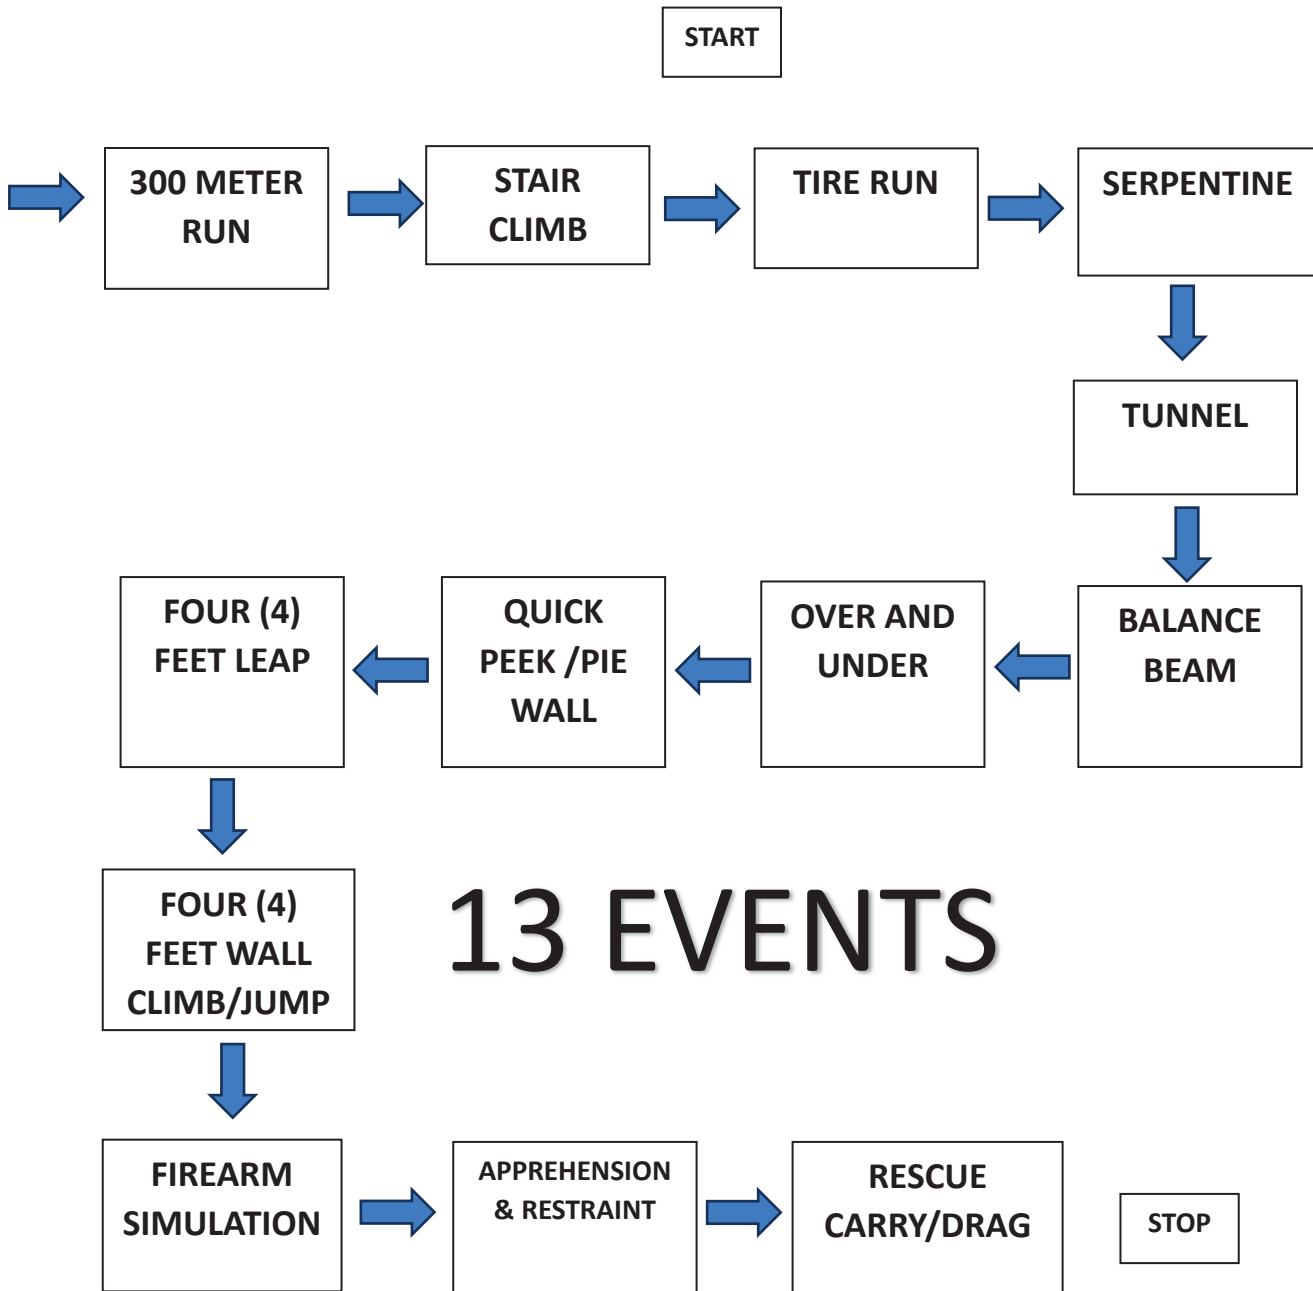 START
300 METER
RUN
STAIR
CLIMB
TIRE RUN
SERPENTINE
TUNNEL
FOUR (4)
FEET LEAP
QUICK
PEEK /PIE
WALL
OVER AND
UNDER
BALANCE
BEAM
FOUR (4)
FEET WALL
CLIMB/JUMP
13 EVENTS
FIREARM
SIMULATION
APPREHENSION
& RESTRAINT
RESCUE
CARRY/DRAG
STOP